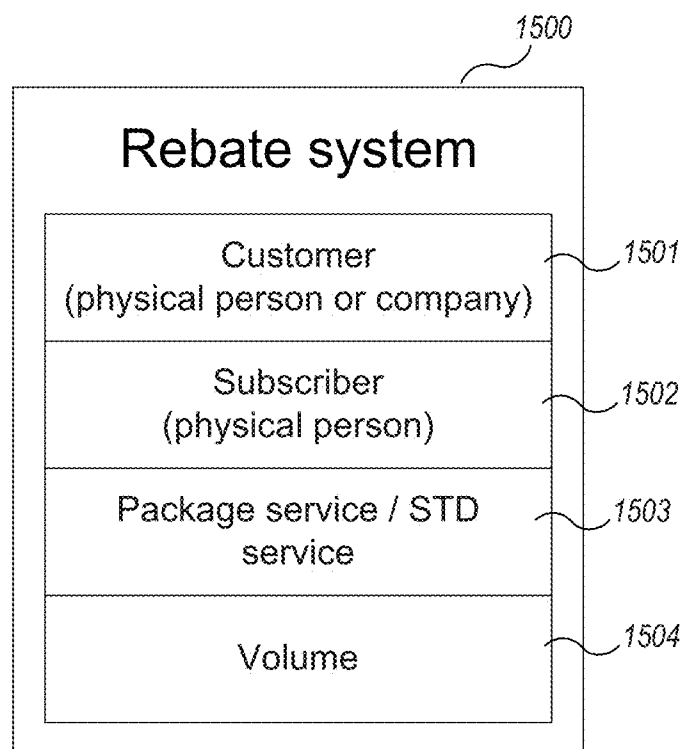 1500
Rebate system
Customer
(physical person or company)
1501
Subscriber
(physical person)
1502
Package service / STD
service
1503
Volume
1504